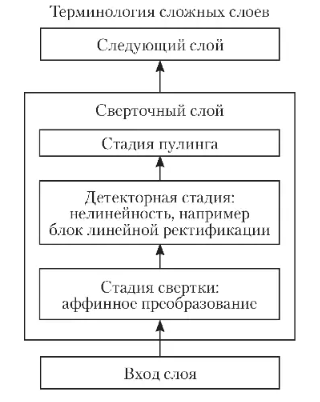 Терминология сложных слоев
Следующий слой
Сверточный слой
Стадия пулинга
Детекторная стадия:
нелинейность, например
блок линейной ректификации
Стадия свертки:
аффинное преобразование
Вход слоя